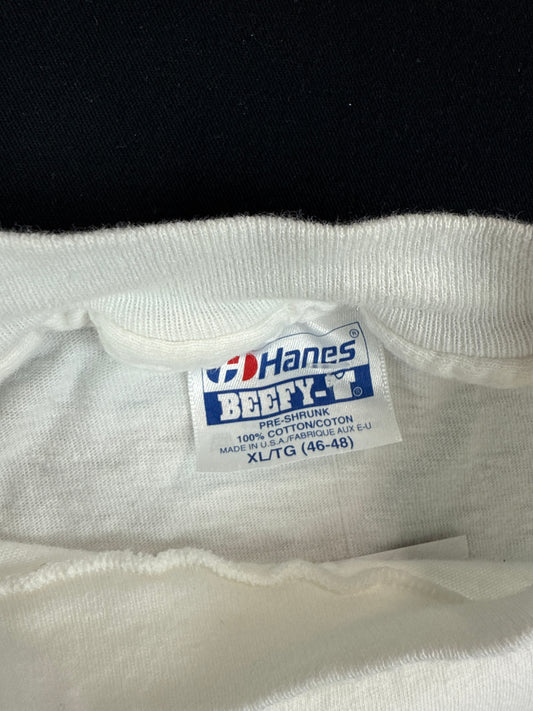 Hanes®
BEEFY-T®
PRE-SHRUNK
100% COTTON/COTON
MADE IN U.S.A./FABRIQUE AUX E-U
XL/TG (46-48)